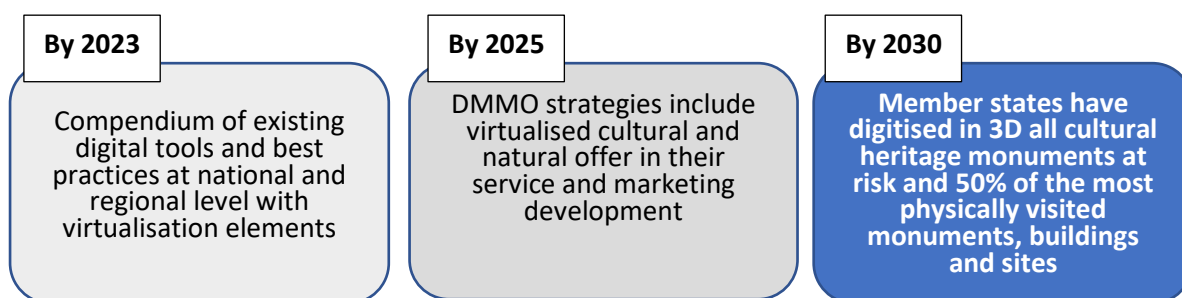 By 2023
Compendium of existing
digital tools and best
practices at national and
regional level with
virtualisation elements
By 2025
DMMO strategies include
virtualised cultural and
natural offer in their
service and marketing
development
By 2030
Member states have
digitised in 3D all cultural
heritage monuments at
risk and 50% of the most
physically visited
monuments, buildings
and sites